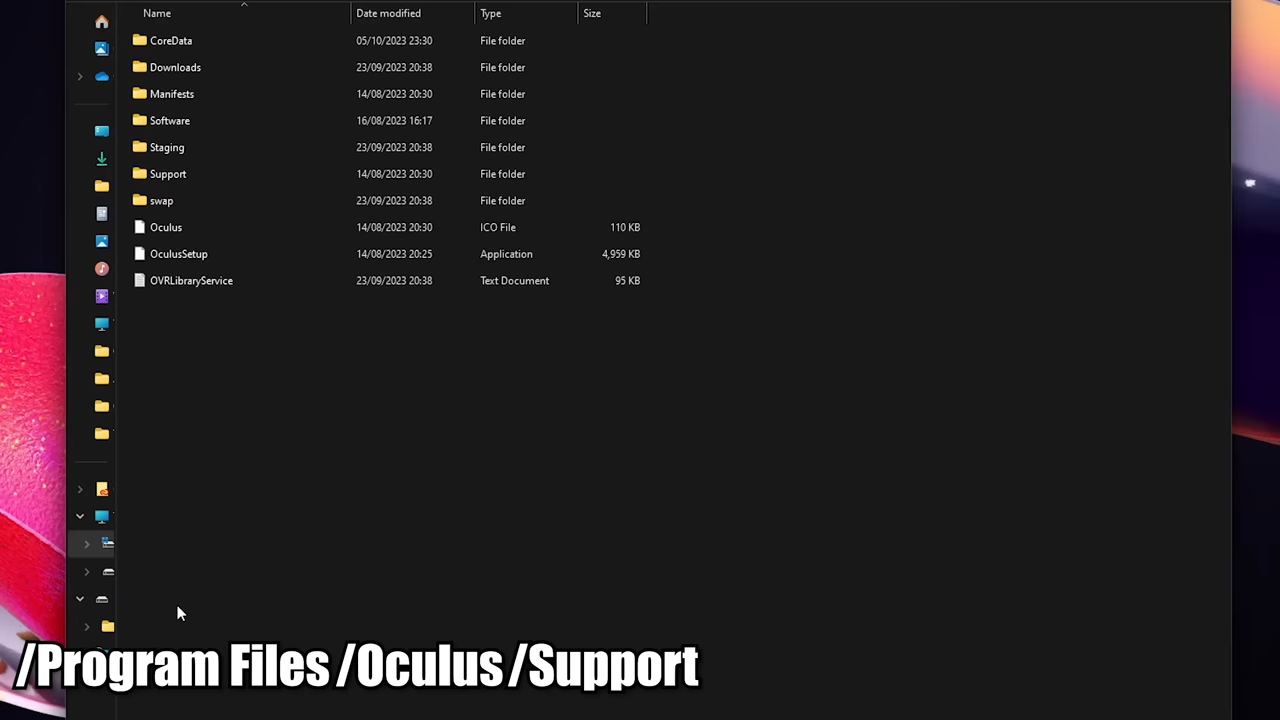 Name Date modified Type Size
CoreData 05/10/2023 23:30 File folder
Downloads 23/09/2023 20:38 File folder
Manifests 14/08/2023 20:30 File folder
Software 16/08/2023 16:17 File folder
Staging 23/09/2023 20:38 File folder
Support 14/08/2023 20:30 File folder
swap 23/09/2023 20:38 File folder
Oculus 14/08/2023 20:30 ICO File 110 KB
OculusSetup 14/08/2023 20:25 Application 4,959 KB
OVRLibraryService 23/09/2023 20:38 Text Document 95 KB
/Program Files/Oculus/Support